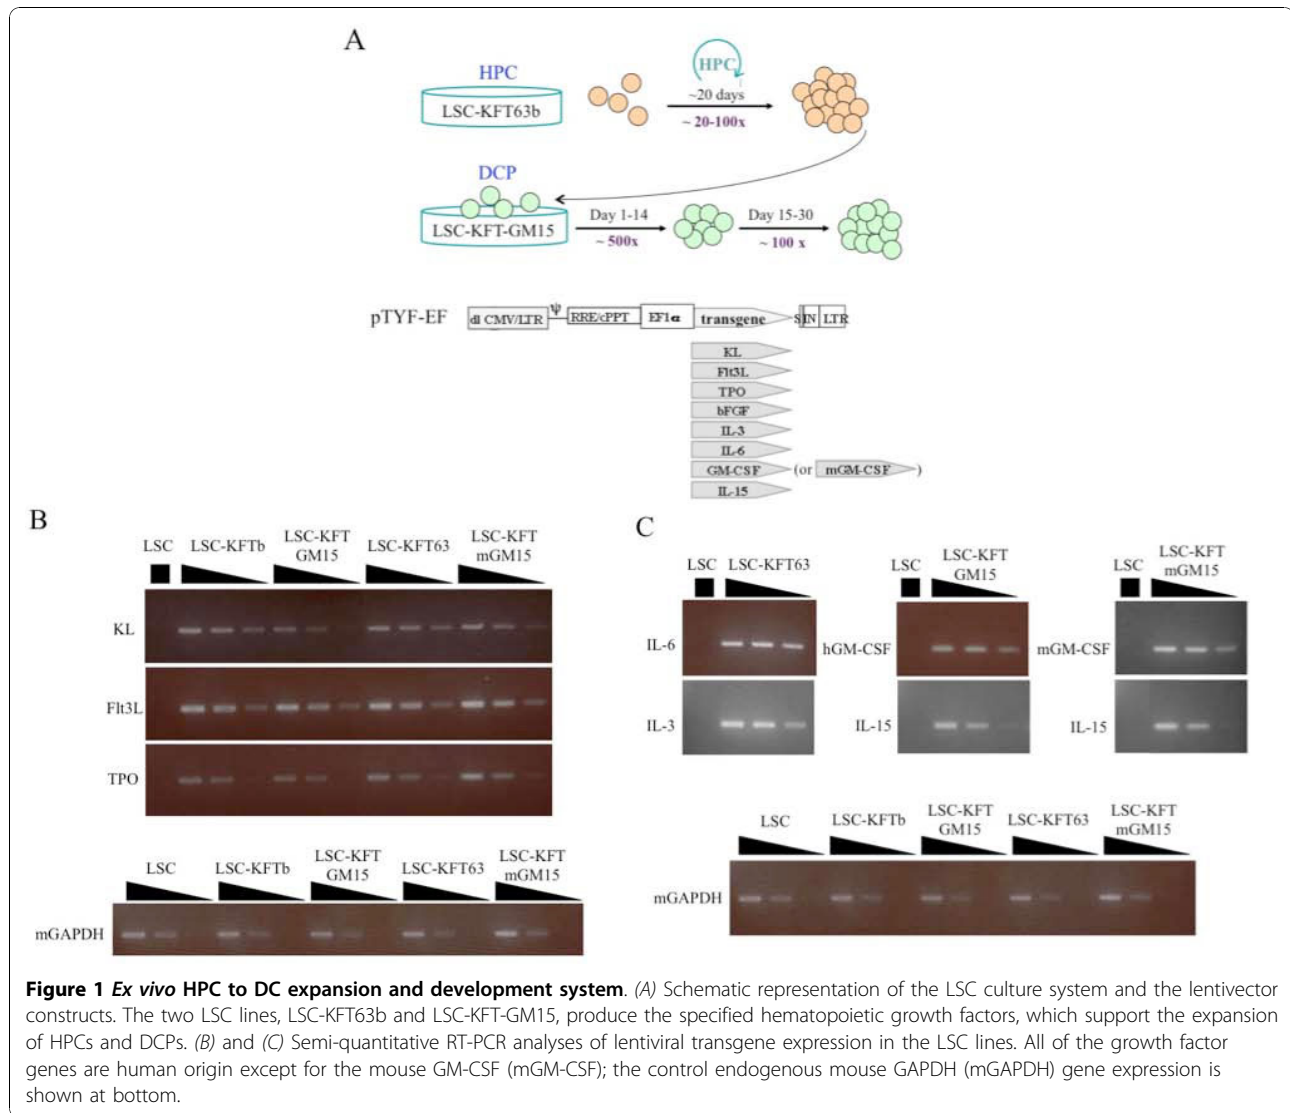 A
HPC
LSC-KFT63b
HPC
~20 days
~ 20-100x
DCP
LSC-KFT-GM15
Day 1-14
~ 500x
Day 15-30
~ 100 x
pTYF-EF
dl CMV/LTR
ψ
RRE/cPPT
EF1α
transgene
SIN
LTR
KL
Flt3L
TPO
bFGF
IL-3
IL-6
GM-CSF
(or mGM-CSF )
IL-15
B
LSC
LSC-KFTb
LSC-KFT
GM15
LSC-KFT63
LSC-KFT
mGM15
KL
Flt3L
TPO
LSC
LSC-KFTb
LSC-KFT
GM15
LSC-KFT63
LSC-KFT
mGM15
mGAPDH
C
LSC
LSC-KFT63
IL-6
IL-3
LSC
LSC-KFT
GM15
hGM-CSF
IL-15
LSC
LSC-KFT
mGM15
mGM-CSF
IL-15
LSC
LSC-KFTb
LSC-KFT
GM15
LSC-KFT63
LSC-KFT
mGM15
mGAPDH
Figure 1 Ex vivo HPC to DC expansion and development system. (A) Schematic representation of the LSC culture system and the lentivector
constructs. The two LSC lines, LSC-KFT63b and LSC-KFT-GM15, produce the specified hematopoietic growth factors, which support the expansion
of HPCs and DCPs. (B) and (C) Semi-quantitative RT-PCR analyses of lentiviral transgene expression in the LSC lines. All of the growth factor
genes are human origin except for the mouse GM-CSF (mGM-CSF); the control endogenous mouse GAPDH (mGAPDH) gene expression is
shown at bottom.